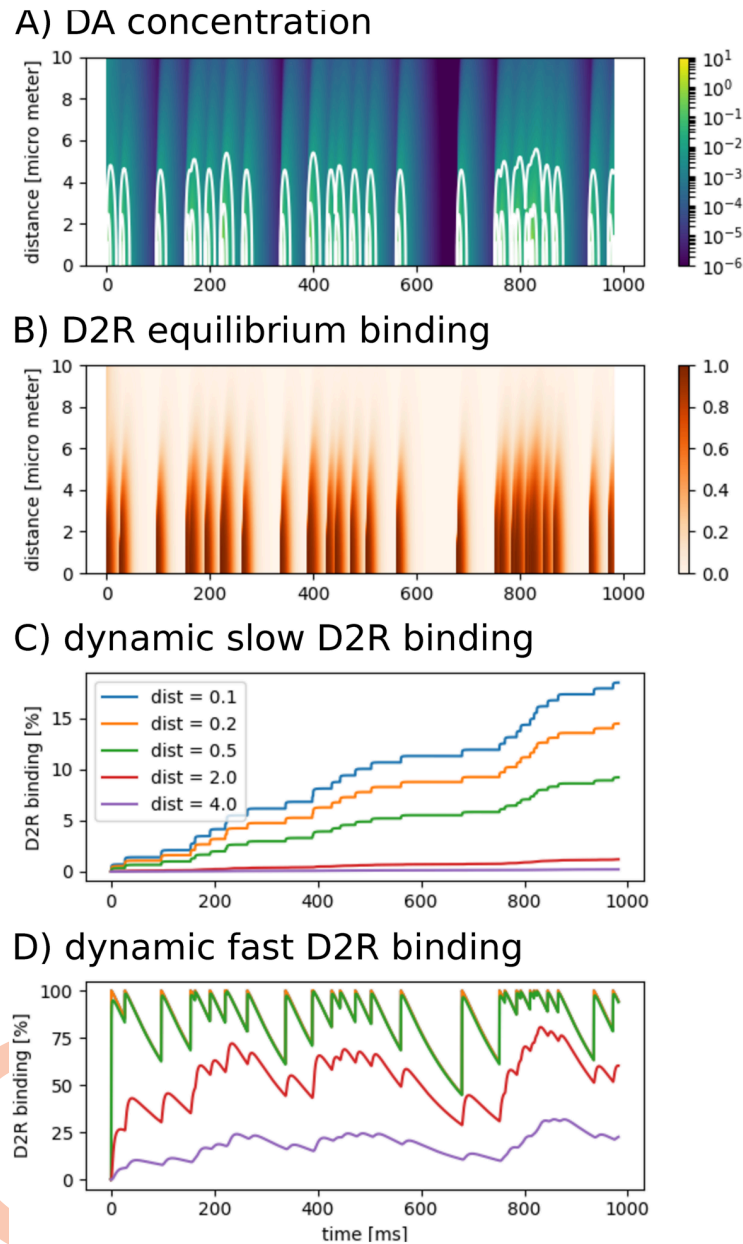 A) DA concentration
distance [micro meter]
10
8
6
4
2
0
0 200 400 600 800 1000
10^1
10^0
10^-1
10^-2
10^-3
10^-4
10^-5
10^-6
B) D2R equilibrium binding
distance [micro meter]
10
8
6
4
2
0
0 200 400 600 800 1000
1.0
0.8
0.6
0.4
0.2
0.0
C) dynamic slow D2R binding
D2R binding [%]
15
10
5
0
dist = 0.1
dist = 0.2
dist = 0.5
dist = 2.0
dist = 4.0
0 200 400 600 800 1000
D) dynamic fast D2R binding
D2R binding [%]
100
75
50
25
0
0 200 400 600 800 1000
time [ms]